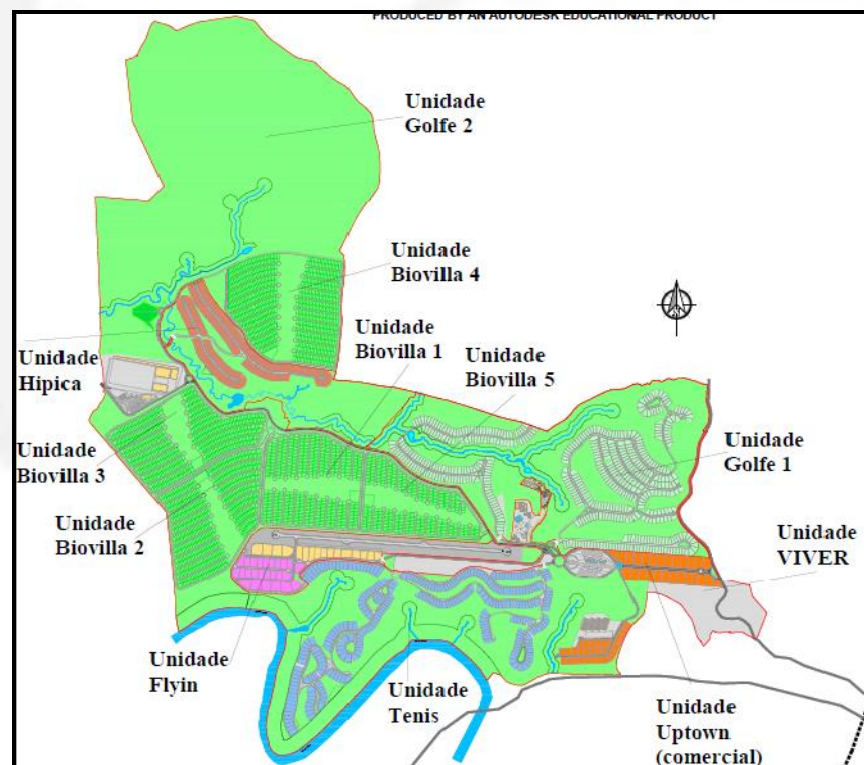 PRODUCED BY AN AUTODESK EDUCATIONAL PRODUCT
Unidade
Golfe 2
Unidade
Biovilla 4
Unidade
Biovilla 1
Unidade
Hipica
Unidade
Biovilla 5
Unidade
Golfe 1
Unidade
Biovilla 3
Unidade
Biovilla 2
Unidade
VIVER
Unidade
Flyin
Unidade
Tenis
Unidade
Uptown
(comercial)